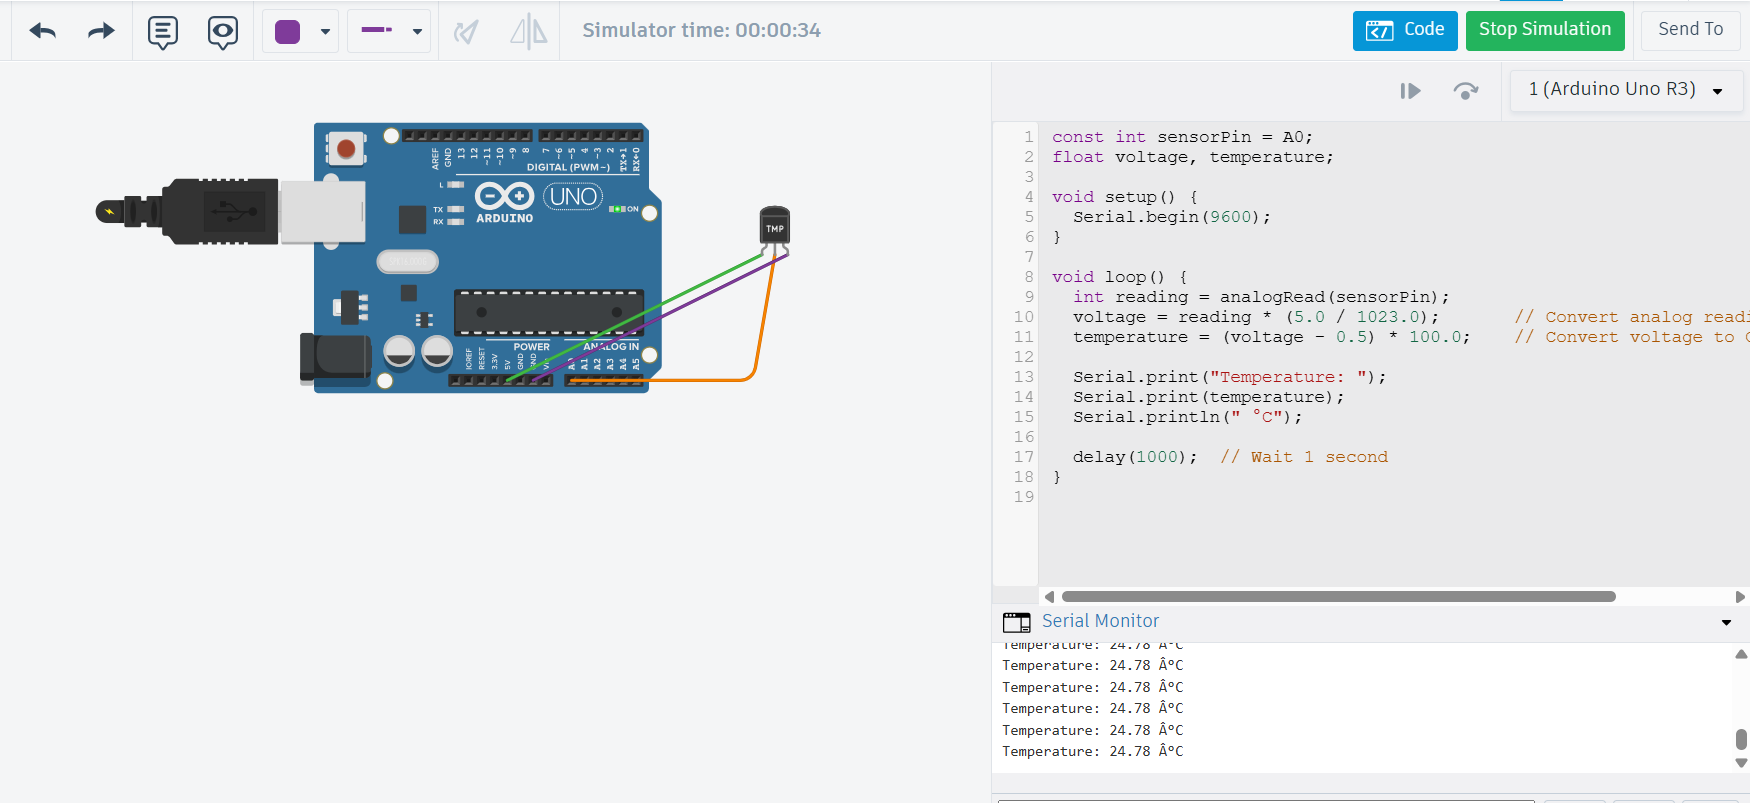 Simulator time: 00:00:34
Code
Stop Simulation
Send To
1 (Arduino Uno R3)
AREF
GND
13
12
~11
~10
~9
8
7
~6
~5
4
~3
2
TX→1
RX←0
DIGITAL (PWM~)
L
TX
RX
ARDUINO
UNO
ON
TMP
POWER
ANALOG IN
IOREF
RESET
3.3V
5V
GND
GND
A0
A1
A2
A3
A4
A5
1 const int sensorPin = A0;
2 float voltage, temperature;
3
4 void setup() {
5 Serial.begin(9600);
6 }
7
8 void loop() {
9 int reading = analogRead(sensorPin);
10 voltage = reading * (5.0 / 1023.0); // Convert analog readi
11 temperature = (voltage - 0.5) * 100.0; // Convert voltage to
12
13 Serial.print("Temperature: ");
14 Serial.print(temperature);
15 Serial.println(" °C");
16
17 delay(1000); // Wait 1 second
18 }
19
Serial Monitor
Temperature: 24.78 Â°C
Temperature: 24.78 Â°C
Temperature: 24.78 Â°C
Temperature: 24.78 Â°C
Temperature: 24.78 Â°C
Temperature: 24.78 Â°C